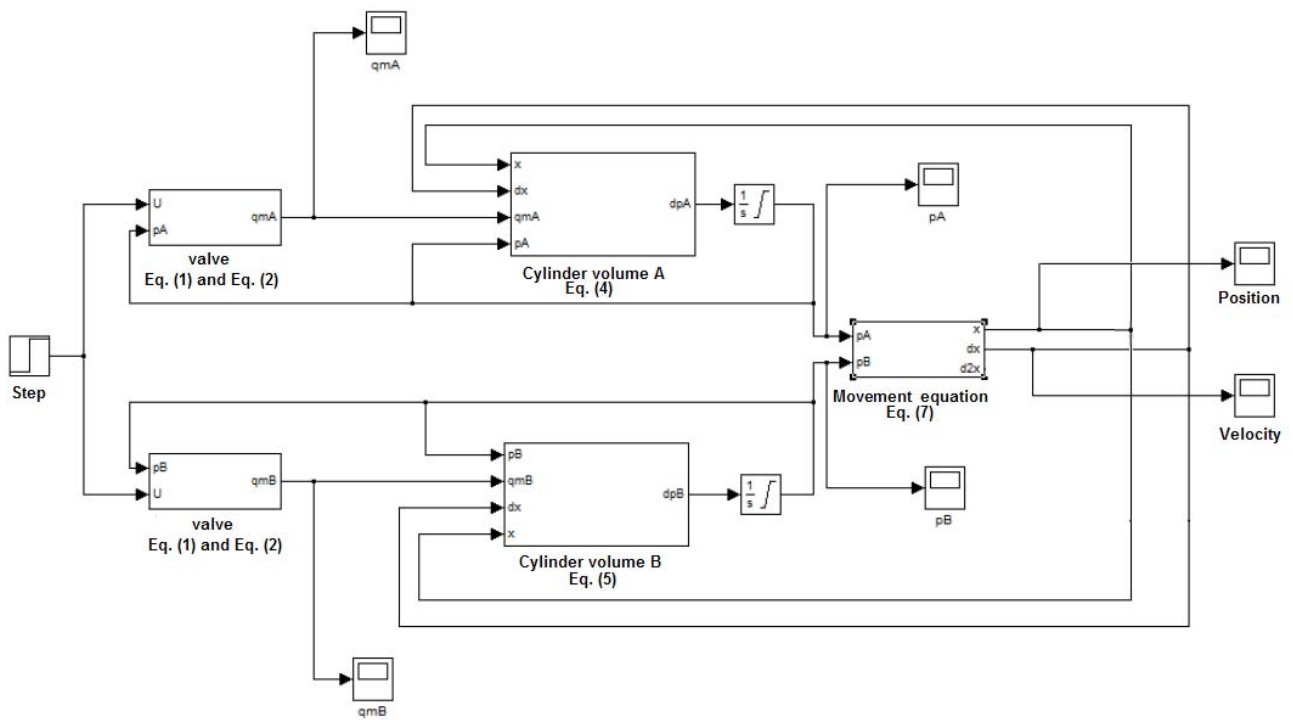 qmA
U
pA
qmA
valve
Eq. (1) and Eq. (2)
x
dx
qmA
pA
dpA
Cylinder volume A
Eq. (4)
1
s
pA
Position
Step
pA
pB
x
dx
d2x
Movement equation
Eq. (7)
Velocity
pB
U
qmB
valve
Eq. (1) and Eq. (2)
pB
qmB
dx
x
dpB
Cylinder volume B
Eq. (5)
1
s
pB
qmB